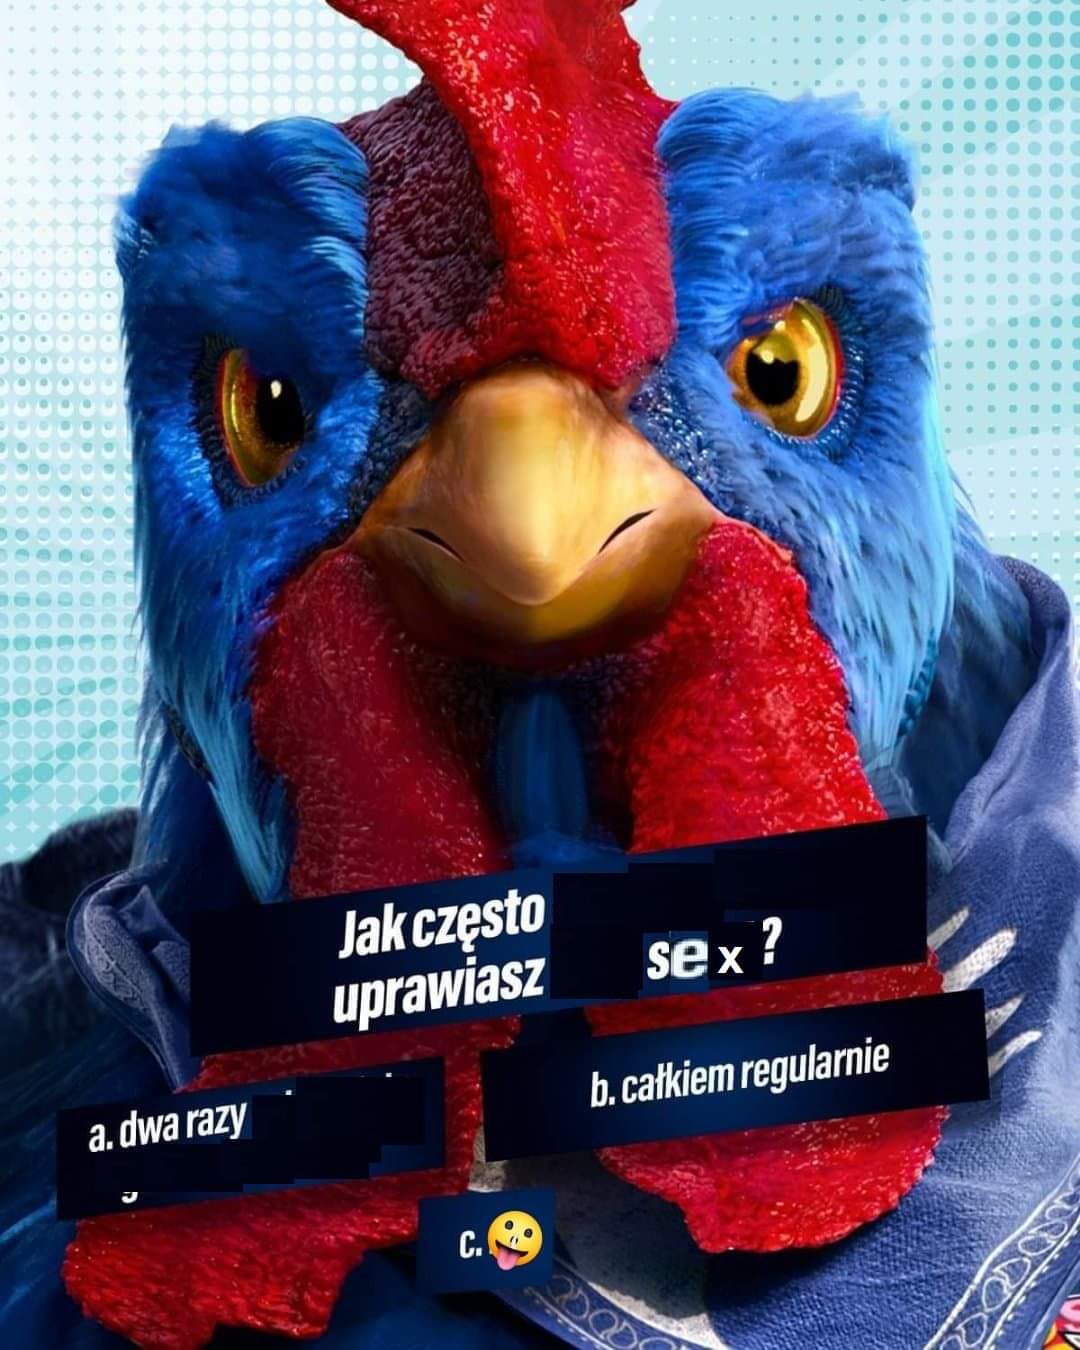 Jak często
uprawiasz sex?
a. dwa razy
b. całkiem regularnie
c. 🤪